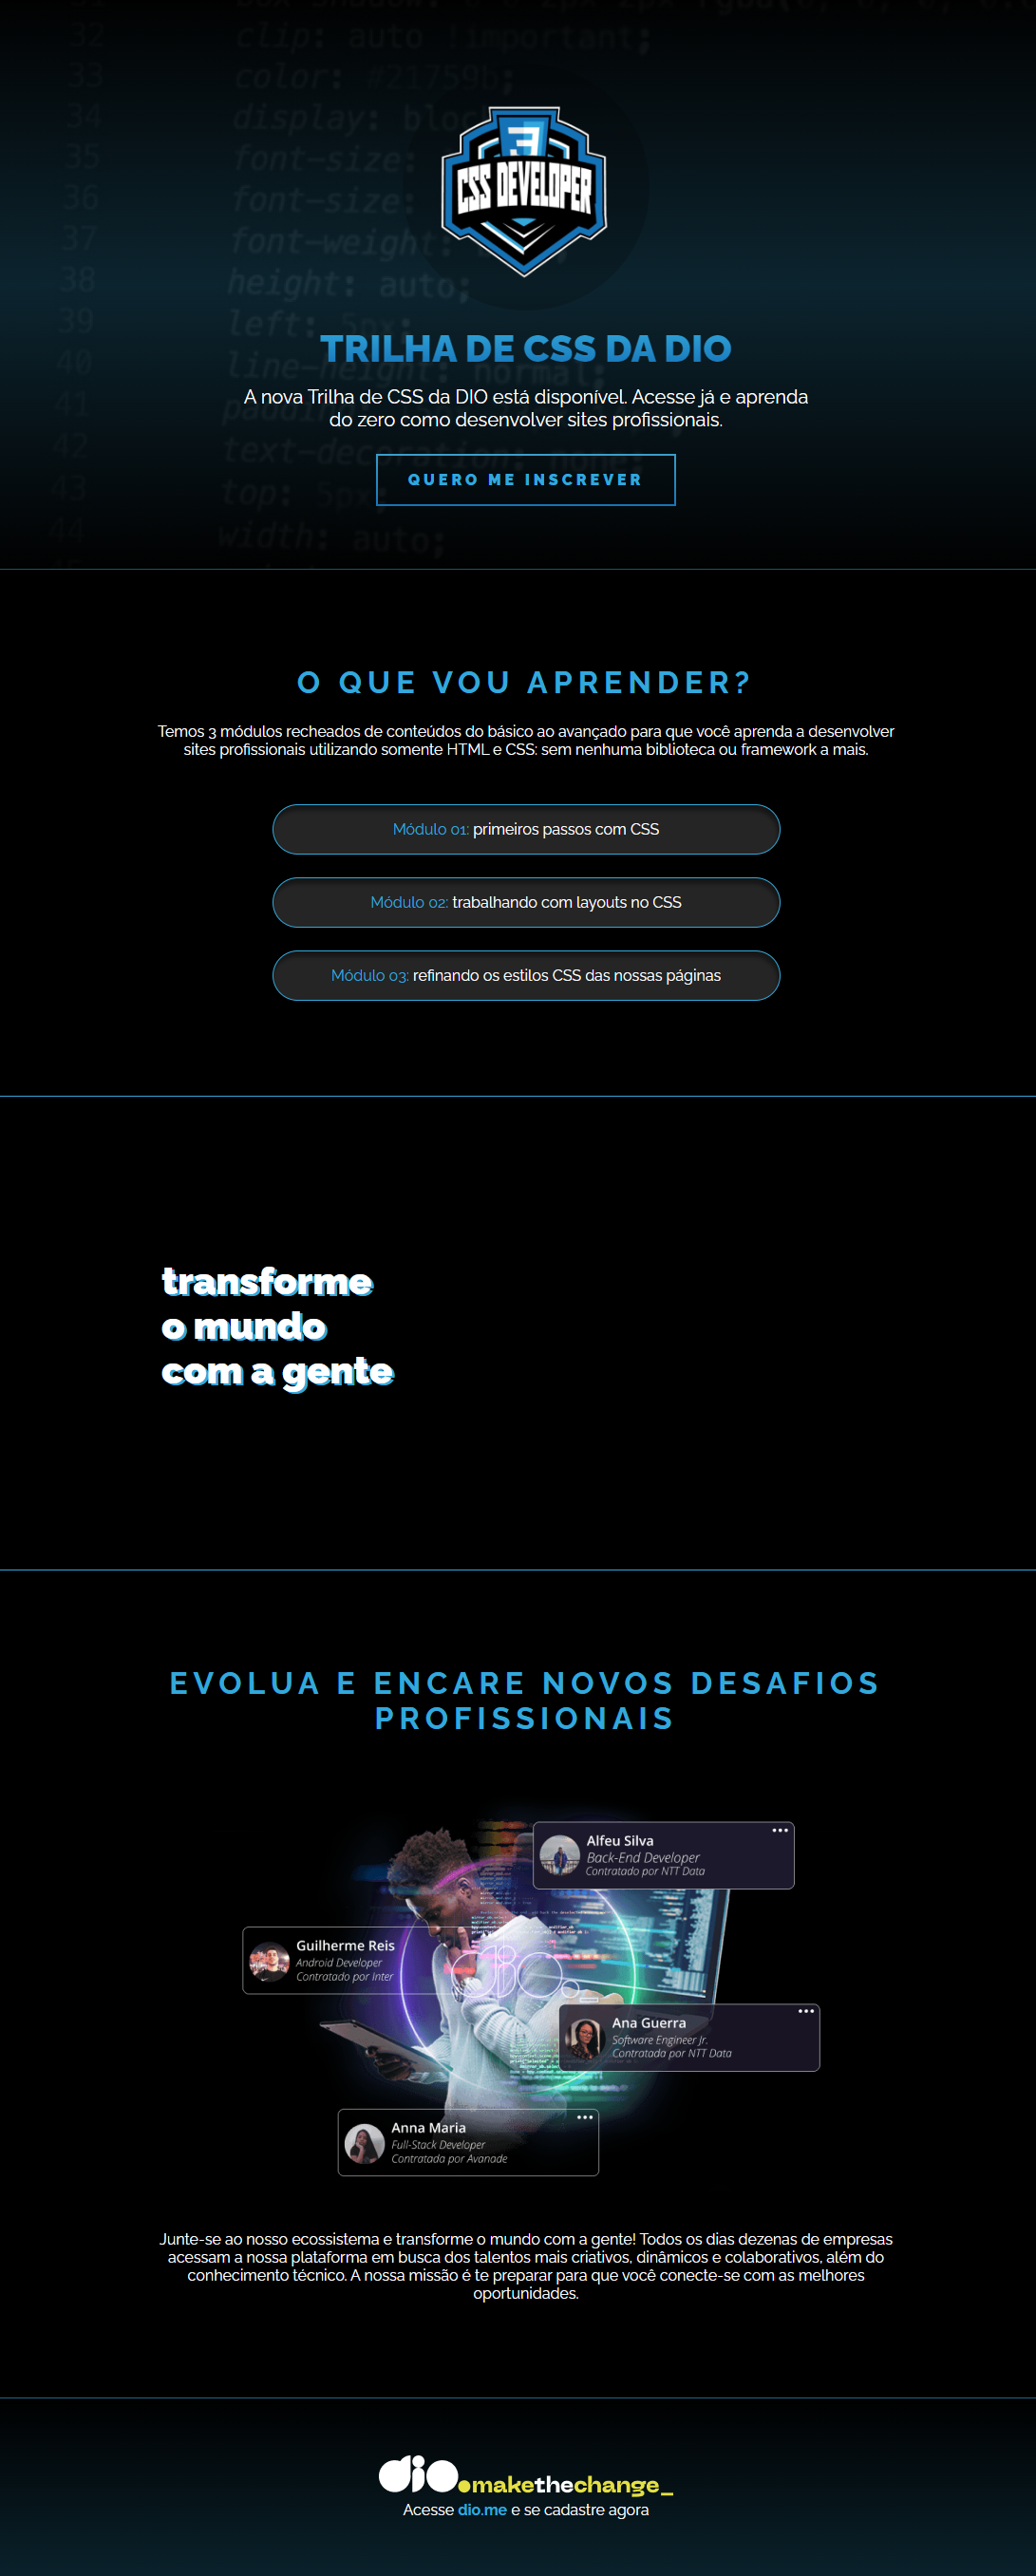 32 clip: auto !important;
33 color: #21759b;
34 display: bloc
35 font-size:
36 font-size:
37 font-weight:
38 height: auto;
39 left: 5px;
40 line-height: normal;
41
42 text-decoration: none;
43 top: 5px;
44 width: auto;
3
CSS DEVELOPER
TRILHA DE CSS DA DIO
A nova Trilha de CSS da DIO está disponível. Acesse já e aprenda
do zero como desenvolver sites profissionais.
QUERO ME INSCREVER
O QUE VOU APRENDER?
Temos 3 módulos recheados de conteúdos do básico ao avançado para que você aprenda a desenvolver
sites profissionais utilizando somente HTML e CSS: sem nenhuma biblioteca ou framework a mais.
Módulo 01: primeiros passos com CSS
Módulo 02: trabalhando com layouts no CSS
Módulo 03: refinando os estilos CSS das nossas páginas
transforme
o mundo
com a gente
EVOLUA E ENCARE NOVOS DESAFIOS
PROFISSIONAIS
Alfeu Silva
Back-End Developer
Contratado por NTT Data
Guilherme Reis
Android Developer
Contratado por Inter
dio.
Ana Guerra
Software Engineer Jr.
Contratada por NTT Data
Anna Maria
Full-Stack Developer
Contratada por Avanade
Junte-se ao nosso ecossistema e transforme o mundo com a gente! Todos os dias dezenas de empresas
acessam a nossa plataforma em busca dos talentos mais criativos, dinâmicos e colaborativos, além do
conhecimento técnico. A nossa missão é te preparar para que você conecte-se com as melhores
oportunidades.
dio.makethechange_
Acesse dio.me e se cadastre agora